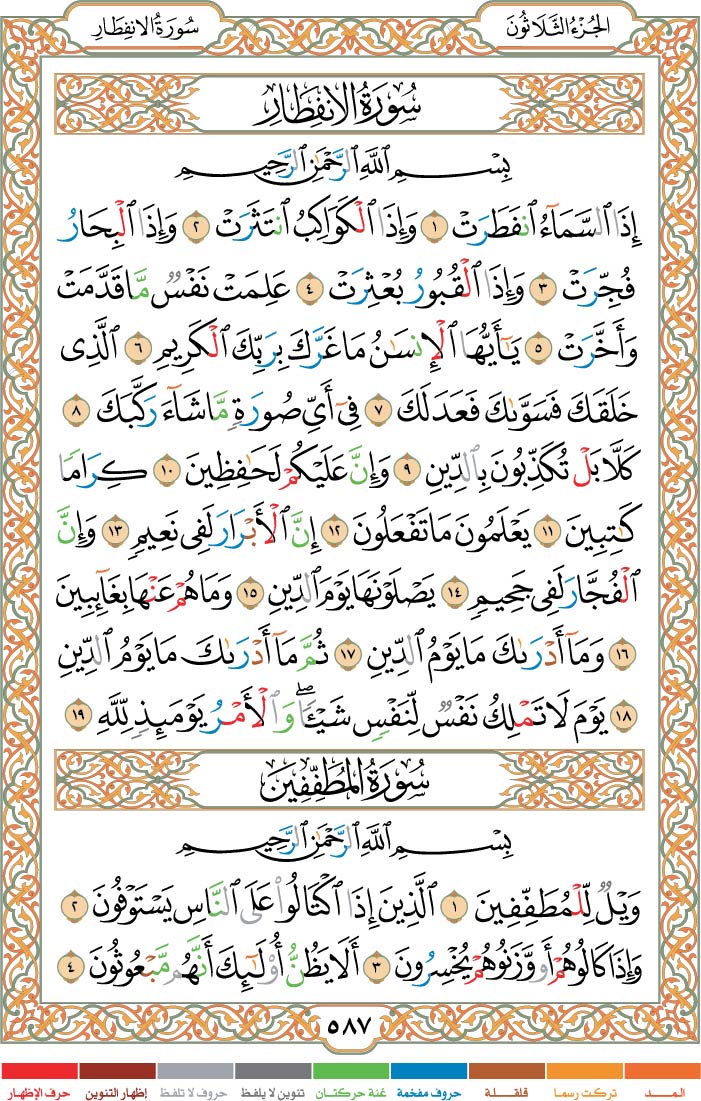 الجُزْءُ الثَّلَاثُونَ سُورَةُ الانفِطَارِ
سُورَةُ الانفِطَارِ
بِسْمِ ٱللَّهِ ٱلرَّحْمَٰنِ ٱلرَّحِيمِ
إِذَا ٱلسَّمَآءُ ٱنفَطَرَتْ ١ وَإِذَا ٱلْكَوَاكِبُ ٱنتَثَرَتْ ٢ وَإِذَا ٱلْبِحَارُ
فُجِّرَتْ ٣ وَإِذَا ٱلْقُبُورُ بُعْثِرَتْ ٤ عَلِمَتْ نَفْسٌ مَّا قَدَّمَتْ
وَأَخَّرَتْ ٥ يَٰٓأَيُّهَا ٱلْإِنسَٰنُ مَا غَرَّكَ بِرَبِّكَ ٱلْكَرِيمِ ٦ ٱلَّذِى
خَلَقَكَ فَسَوَّىٰكَ فَعَدَلَكَ ٧ فِىٓ أَىِّ صُورَةٍ مَّا شَآءَ رَكَّبَكَ ٨
كَلَّا بَلْ تُكَذِّبُونَ بِٱلدِّينِ ٩ وَإِنَّ عَلَيْكُمْ لَحَٰفِظِينَ ١٠ كِرَامًا
كَٰتِبِينَ ١١ يَعْلَمُونَ مَا تَفْعَلُونَ ١٢ إِنَّ ٱلْأَبْرَارَ لَفِى نَعِيمٍ ١٣ وَإِنَّ
ٱلْفُجَّارَ لَفِى جَحِيمٍ ١٤ يَصْلَوْنَهَا يَوْمَ ٱلدِّينِ ١٥ وَمَا هُمْ عَنْهَا بِغَآئِبِينَ
١٦ وَمَآ أَدْرَىٰكَ مَا يَوْمُ ٱلدِّينِ ١٧ ثُمَّ مَآ أَدْرَىٰكَ مَا يَوْمُ ٱلدِّينِ
١٨ يَوْمَ لَا تَمْلِكُ نَفْسٌ لِّنَفْسٍ شَيْـًٔا ۖ وَٱلْأَمْرُ يَوْمَئِذٍ لِّلَّهِ ١٩
سُورَةُ المُطَفِّفِينَ
بِسْمِ ٱللَّهِ ٱلرَّحْمَٰنِ ٱلرَّحِيمِ
وَيْلٌ لِّلْمُطَفِّفِينَ ١ ٱلَّذِينَ إِذَا ٱكْتَالُوا۟ عَلَى ٱلنَّاسِ يَسْتَوْفُونَ ٢
وَإِذَا كَالُوهُمْ أَو وَّزَنُوهُمْ يُخْسِرُونَ ٣ أَلَا يَظُنُّ أُو۟لَٰٓئِكَ أَنَّهُم مَّبْعُوثُونَ ٤
٥٨٧
المـــد تركت رسما قلقـلة حروف مفخمة غنة حركتان تنوين لا يلفظ حروف لا تلفظ إظهار التنوين حرف الإظهار